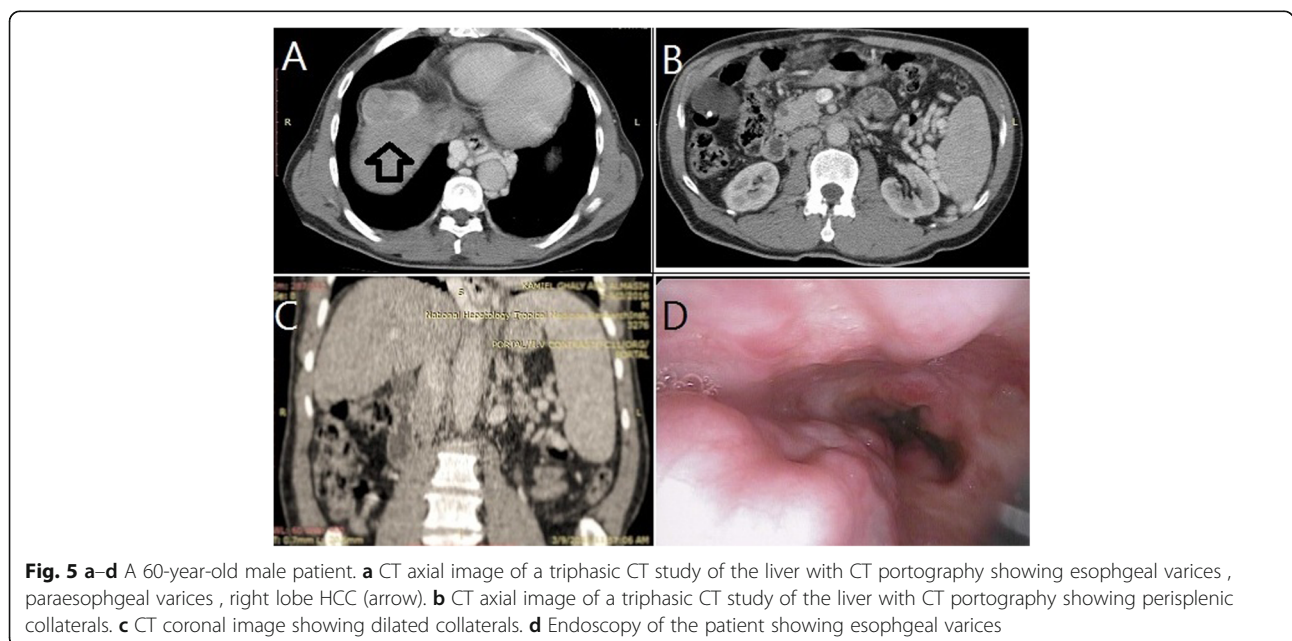 A
R
L
B
L
C
S
M
National Hepatology Tropical
3276
PORTAL
R
L
D
Fig. 5 a–d A 60-year-old male patient. a CT axial image of a triphasic CT study of the liver with CT portography showing esophgeal varices ,
paraesophgeal varices , right lobe HCC (arrow). b CT axial image of a triphasic CT study of the liver with CT portography showing perisplenic
collaterals. c CT coronal image showing dilated collaterals. d Endoscopy of the patient showing esophgeal varices